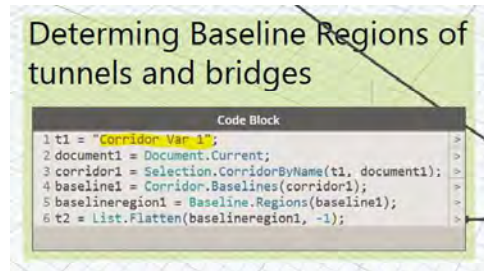 Determing Baseline Regions of
tunnels and bridges
Code Block
1 t1 = "Corridor Var 1"; >
2 document1 = Document.Current; >
3 corridor1 = Selection.CorridorByName(t1, document1); >
4 baseline1 = Corridor.Baselines(corridor1); >
5 baselineregion1 = Baseline.Regions(baseline1); >
6 t2 = List.Flatten(baselineregion1, -1); >